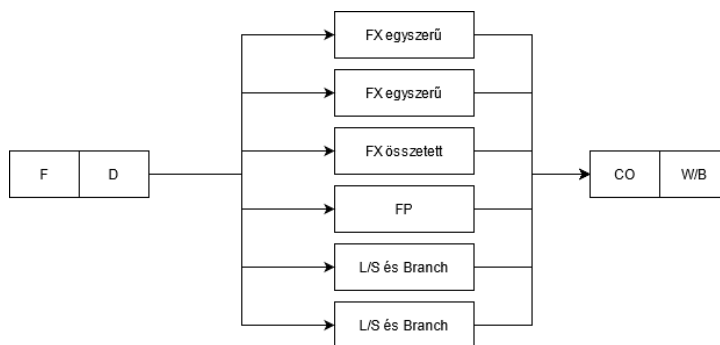 FX egyszerű
FX egyszerű
FX összetett
F D
FP
L/S és Branch
L/S és Branch
CO W/B